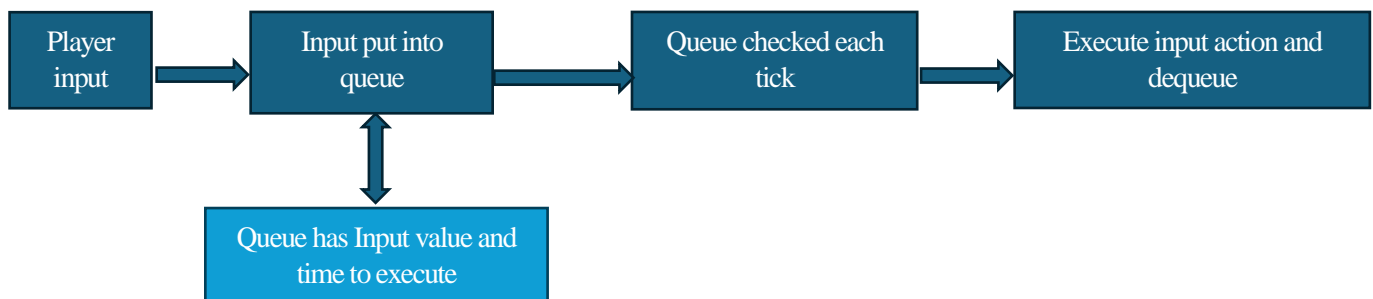 Player
input
Input put into
queue
Queue checked each
tick
Execute input action and
dequeue
Queue has Input value and
time to execute